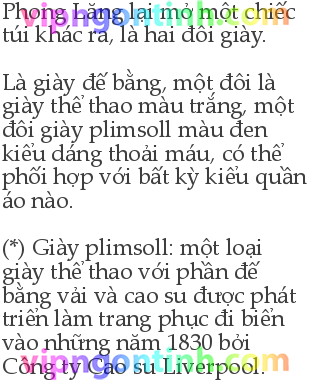 Phong Lăng lại mở một chiếc
túi khác ra, là hai đôi giày.
Là giày đế bằng, một đôi là
giày thể thao màu trắng, một
đôi giày plimsoll màu đen
kiểu dáng thoải máu, có thể
phối hợp với bất kỳ kiểu quần
áo nào.
(*) Giày plimsoll: một loại
giày thể thao với phần đế
bằng vải và cao su được phát
triển làm trang phục đi biển
vào những năm 1830 bởi
Công ty Cao su Liverpool.
vipngontinh.com
vipngontinh.com